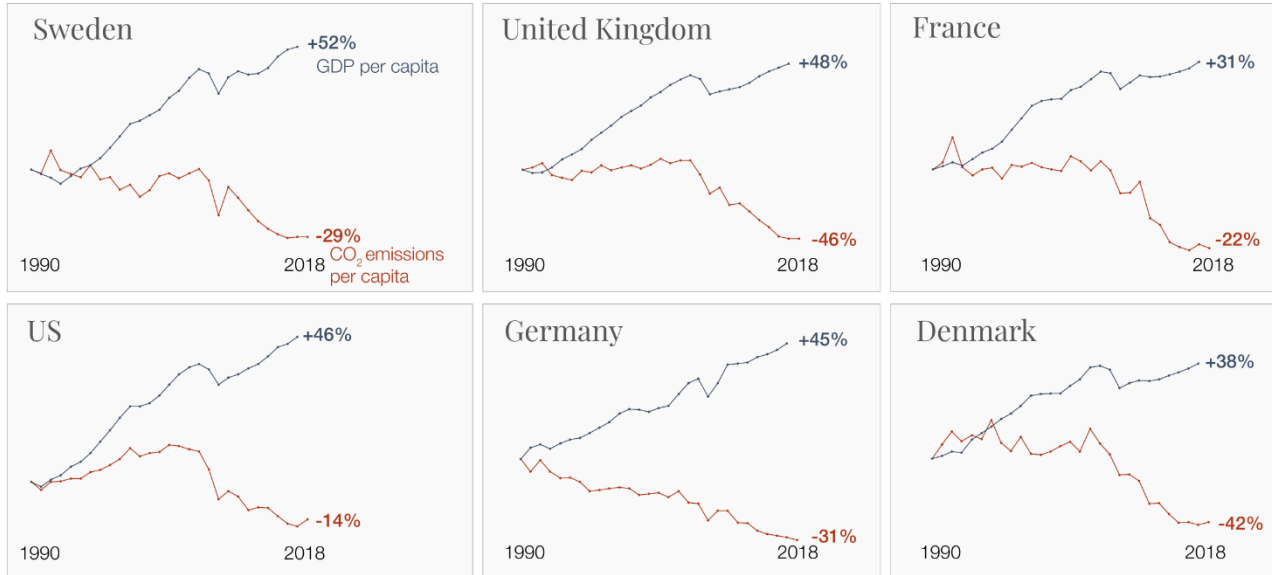 Sweden
+52%
GDP per capita
-29%
CO₂ emissions
per capita
1990
2018
United Kingdom
+48%
-46%
1990
2018
France
+31%
-22%
1990
2018
US
+46%
-14%
1990
2018
Germany
+45%
-31%
1990
2018
Denmark
+38%
-42%
1990
2018